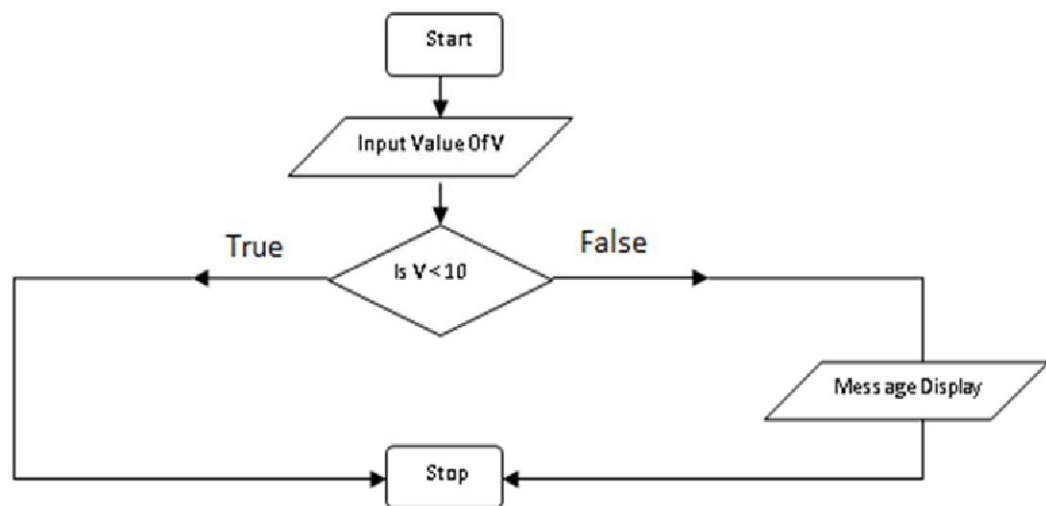 Start
Input Value Of V
True
False
Is V < 10
Message Display
Stop